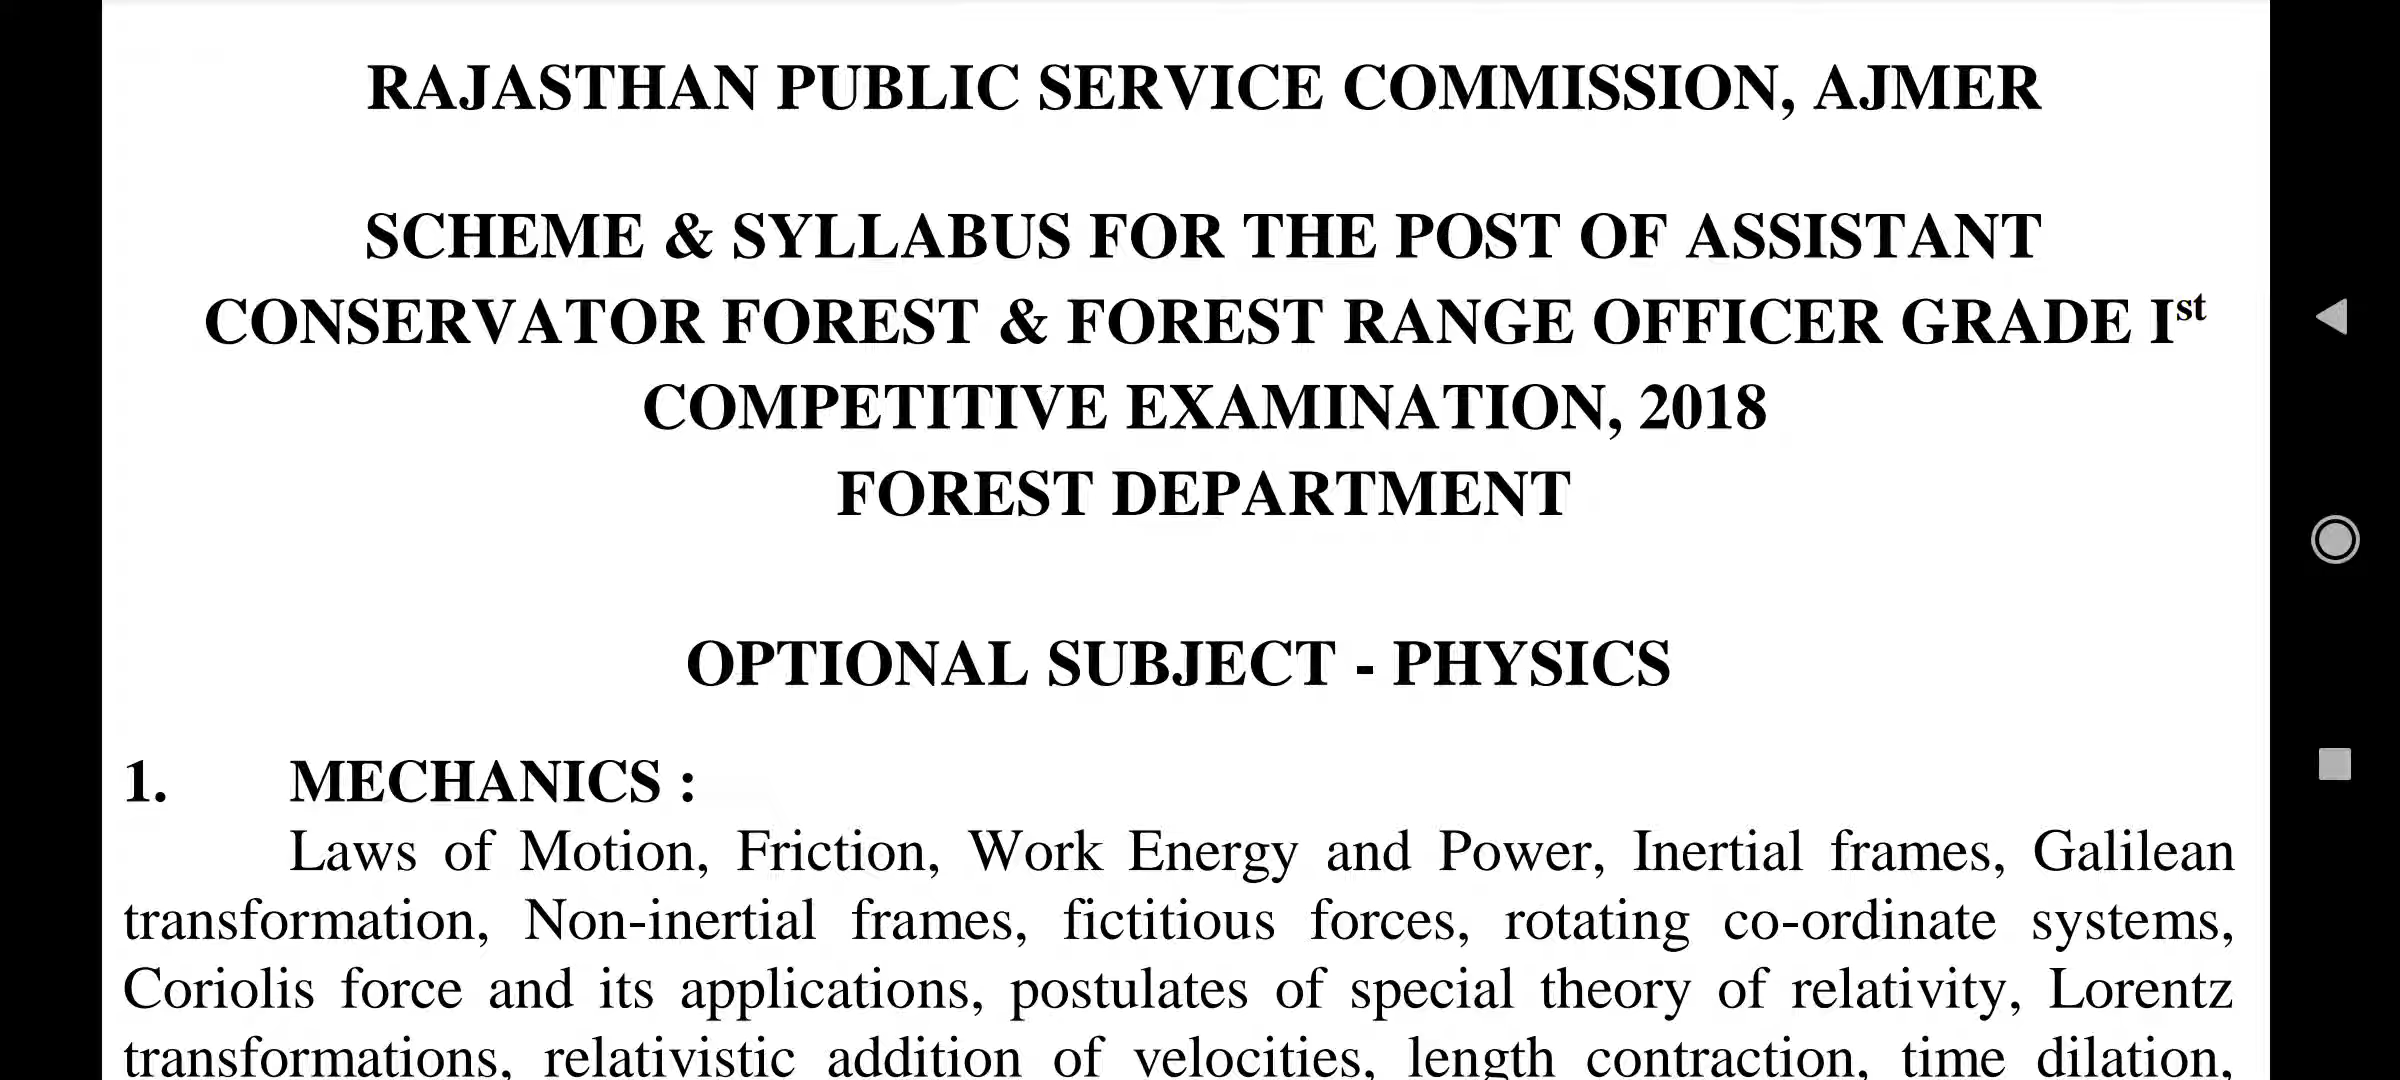 RAJASTHAN PUBLIC SERVICE COMMISSION, AJMER
SCHEME & SYLLABUS FOR THE POST OF ASSISTANT
CONSERVATOR FOREST & FOREST RANGE OFFICER GRADE Ist
COMPETITIVE EXAMINATION, 2018
FOREST DEPARTMENT
OPTIONAL SUBJECT - PHYSICS
1. MECHANICS :
Laws of Motion, Friction, Work Energy and Power, Inertial frames, Galilean
transformation, Non-inertial frames, fictitious forces, rotating co-ordinate systems,
Coriolis force and its applications, postulates of special theory of relativity, Lorentz
transformations, relativistic addition of velocities, length contraction, time dilation,